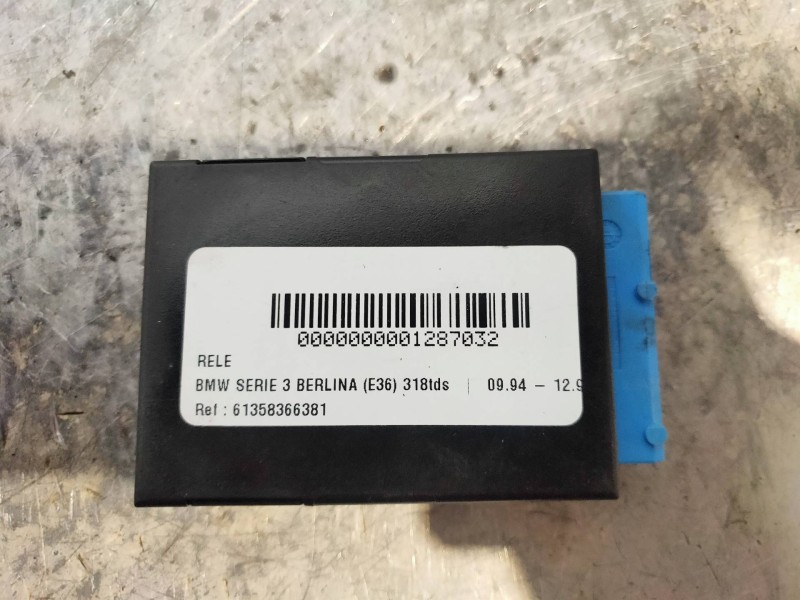 0000000001287032
RELE
BMW SERIE 3 BERLINA (E36) 318tds | 09.94 – 12.9
Ref : 61358366381